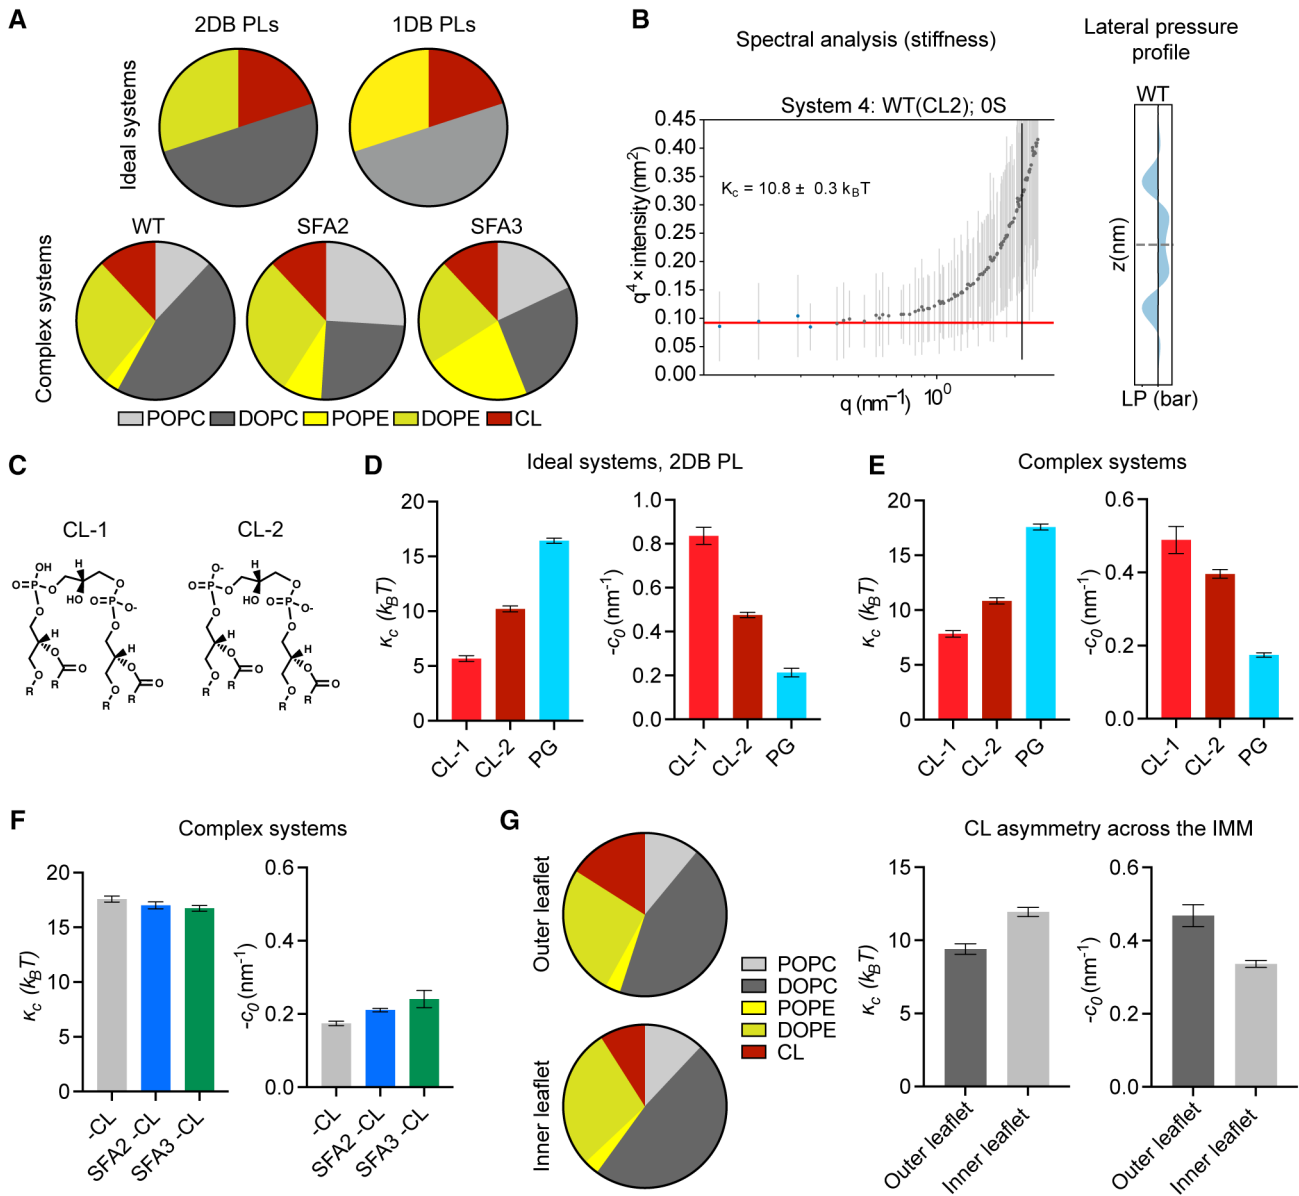 A
2DB PLs
1DB PLs
Ideal systems
WT
SFA2
SFA3
Complex systems
POPC
DOPC
POPE
DOPE
CL
B
Spectral analysis (stiffness)
System 4: WT(CL2); 0S
q⁴ × intensity (nm²)
0.45
0.40
0.35
0.30
0.25
0.20
0.15
0.10
0.05
0.00
K_c = 10.8 ± 0.3 k_BT
q (nm⁻¹)
10⁰
Lateral pressure
profile
WT
z(nm)
LP (bar)
C
CL-1
OH
H
O=P
O
O
HO
O=P
O⁻
O
O
H
H
O
O
O
O
R
O
O
R
R
R
CL-2
O⁻
H
O=P
O
O
HO
O=P
O⁻
O
O
H
H
O
O
O
O
R
O
O
R
R
R
D
Ideal systems, 2DB PL
κ_c (k_BT)
20
15
10
5
0
CL-1
CL-2
PG
-c₀ (nm⁻¹)
1.0
0.8
0.6
0.4
0.2
0.0
CL-1
CL-2
PG
E
Complex systems
κ_c (k_BT)
20
15
10
5
0
CL-1
CL-2
PG
-c₀ (nm⁻¹)
0.6
0.4
0.2
0.0
CL-1
CL-2
PG
F
Complex systems
κ_c (k_BT)
20
15
10
5
0
-CL
SFA2 -CL
SFA3 -CL
-c₀ (nm⁻¹)
0.6
0.4
0.2
0.0
-CL
SFA2 -CL
SFA3 -CL
G
Outer leaflet
Inner leaflet
POPC
DOPC
POPE
DOPE
CL
CL asymmetry across the IMM
κ_c (k_BT)
15
10
5
0
Outer leaflet
Inner leaflet
-c₀ (nm⁻¹)
0.6
0.4
0.2
0.0
Outer leaflet
Inner leaflet